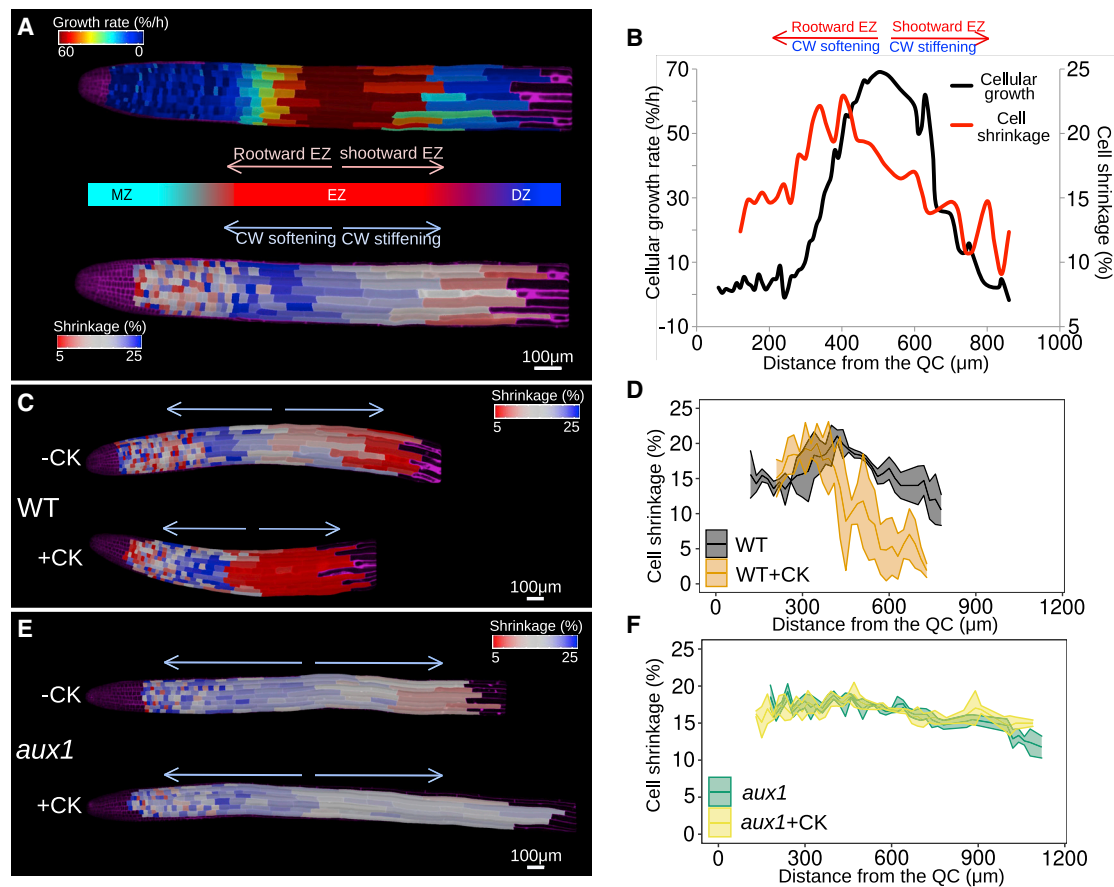 A
Growth rate (%/h)
60 0
Rootward EZ shootward EZ
MZ EZ DZ
CW softening CW stiffening
Shrinkage (%)
5 25
100μm
B
Rootward EZ Shootward EZ
CW softening CW stiffening
Cellular growth rate (%/h)
70
50
30
10
-10
Cellular growth
Cell shrinkage
25
20
15
10
5
Cell shrinkage (%)
0 200 400 600 800 1000
Distance from the QC (μm)
C
Shrinkage (%)
5 25
-CK
WT
+CK
100μm
D
Cell shrinkage (%)
25
20
15
10
5
0
WT
WT+CK
0 300 600 900 1200
Distance from the QC (μm)
E
Shrinkage (%)
5 25
-CK
aux1
+CK
100μm
F
Cell shrinkage (%)
25
20
15
10
5
0
aux1
aux1+CK
0 300 600 900 1200
Distance from the QC (μm)